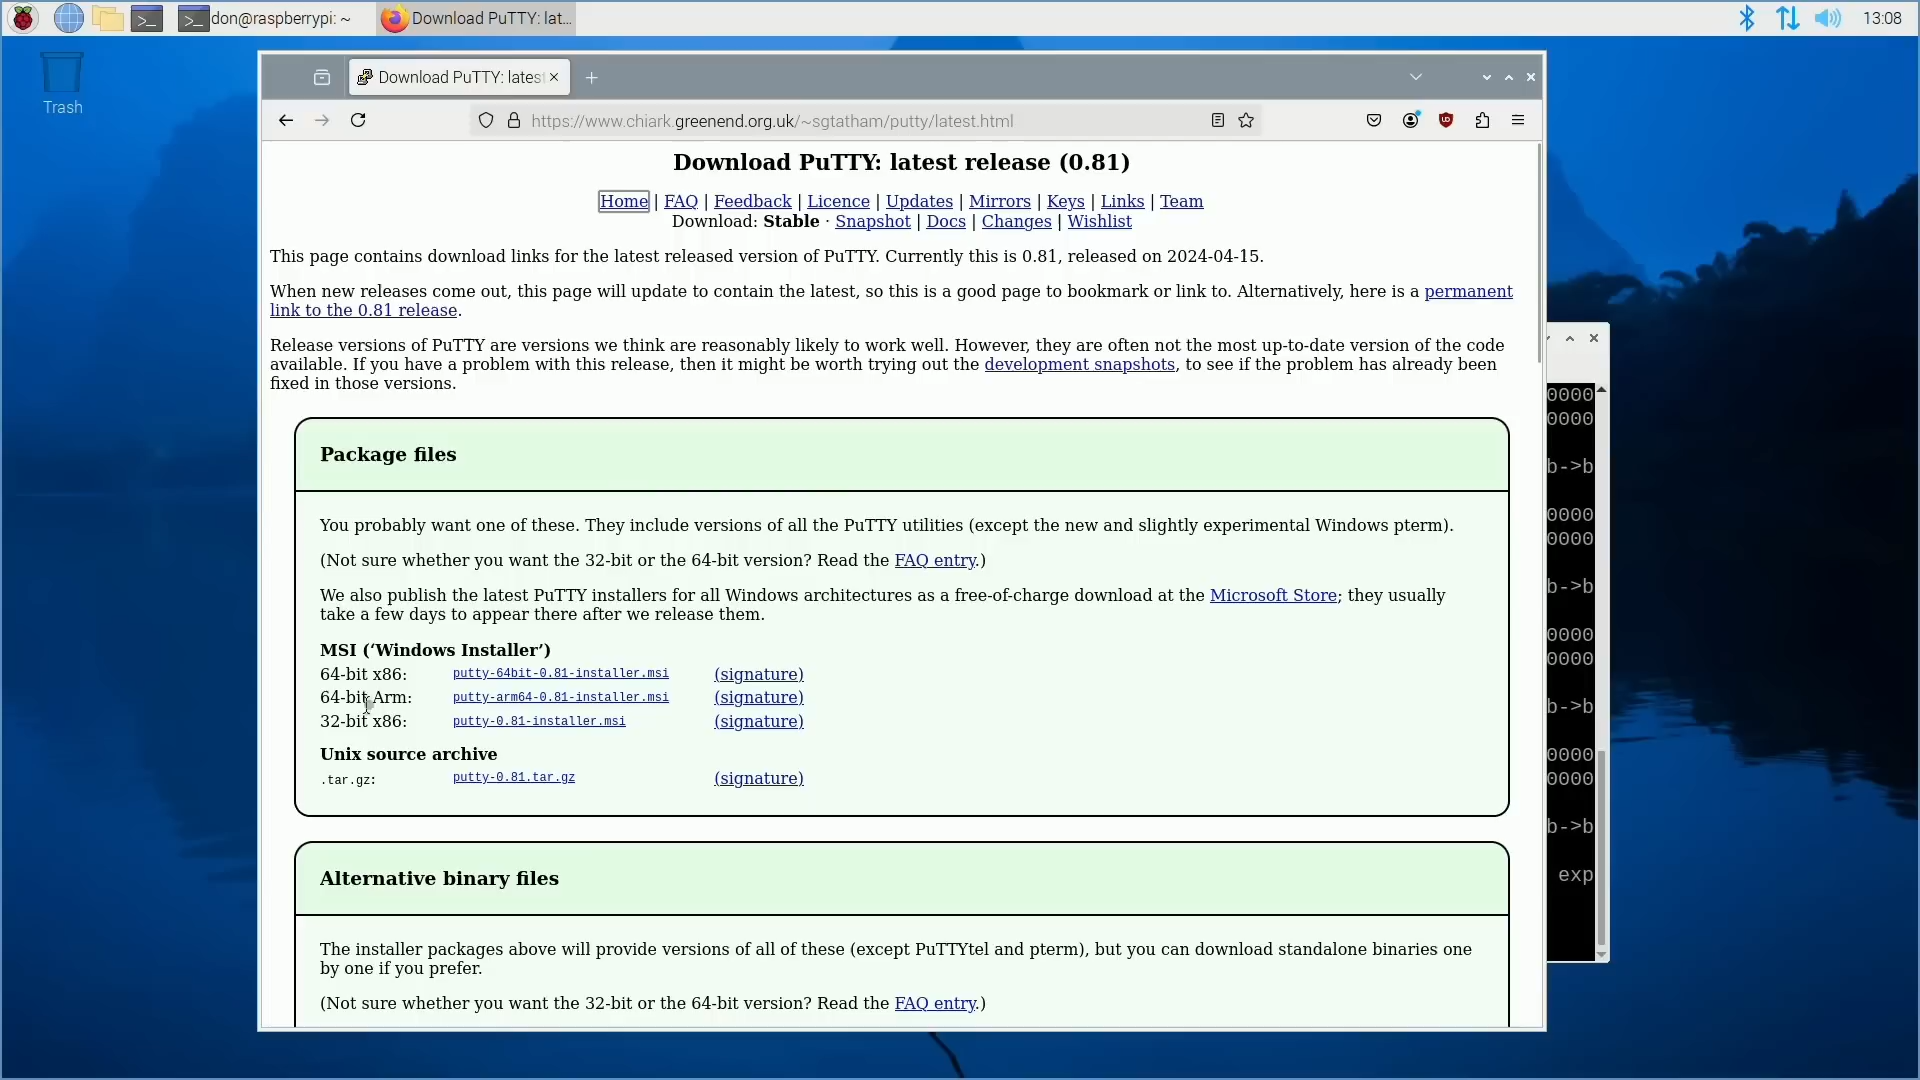 don@raspberrypi: ~
Download PuTTY: lat...
13:08
Trash
Download PuTTY: lates
https://www.chiark.greenend.org.uk/~sgtatham/putty/latest.html
Download PuTTY: latest release (0.81)
Home | FAQ | Feedback | Licence | Updates | Mirrors | Keys | Links | Team
Download: Stable · Snapshot | Docs | Changes | Wishlist
This page contains download links for the latest released version of PuTTY. Currently this is 0.81, released on 2024-04-15.
When new releases come out, this page will update to contain the latest, so this is a good page to bookmark or link to. Alternatively, here is a permanent
link to the 0.81 release.
Release versions of PuTTY are versions we think are reasonably likely to work well. However, they are often not the most up-to-date version of the code
available. If you have a problem with this release, then it might be worth trying out the development snapshots, to see if the problem has already been
fixed in those versions.
Package files
You probably want one of these. They include versions of all the PuTTY utilities (except the new and slightly experimental Windows pterm).
(Not sure whether you want the 32-bit or the 64-bit version? Read the FAQ entry.)
We also publish the latest PuTTY installers for all Windows architectures as a free-of-charge download at the Microsoft Store; they usually
take a few days to appear there after we release them.
MSI (‘Windows Installer’)
64-bit x86: putty-64bit-0.81-installer.msi (signature)
64-bit Arm: putty-arm64-0.81-installer.msi (signature)
32-bit x86: putty-0.81-installer.msi (signature)
Unix source archive
.tar.gz: putty-0.81.tar.gz (signature)
Alternative binary files
The installer packages above will provide versions of all of these (except PuTTYtel and pterm), but you can download standalone binaries one
by one if you prefer.
(Not sure whether you want the 32-bit or the 64-bit version? Read the FAQ entry.)
0000
0000
b->b
0000
0000
b->b
0000
0000
b->b
0000
0000
b->b
exp